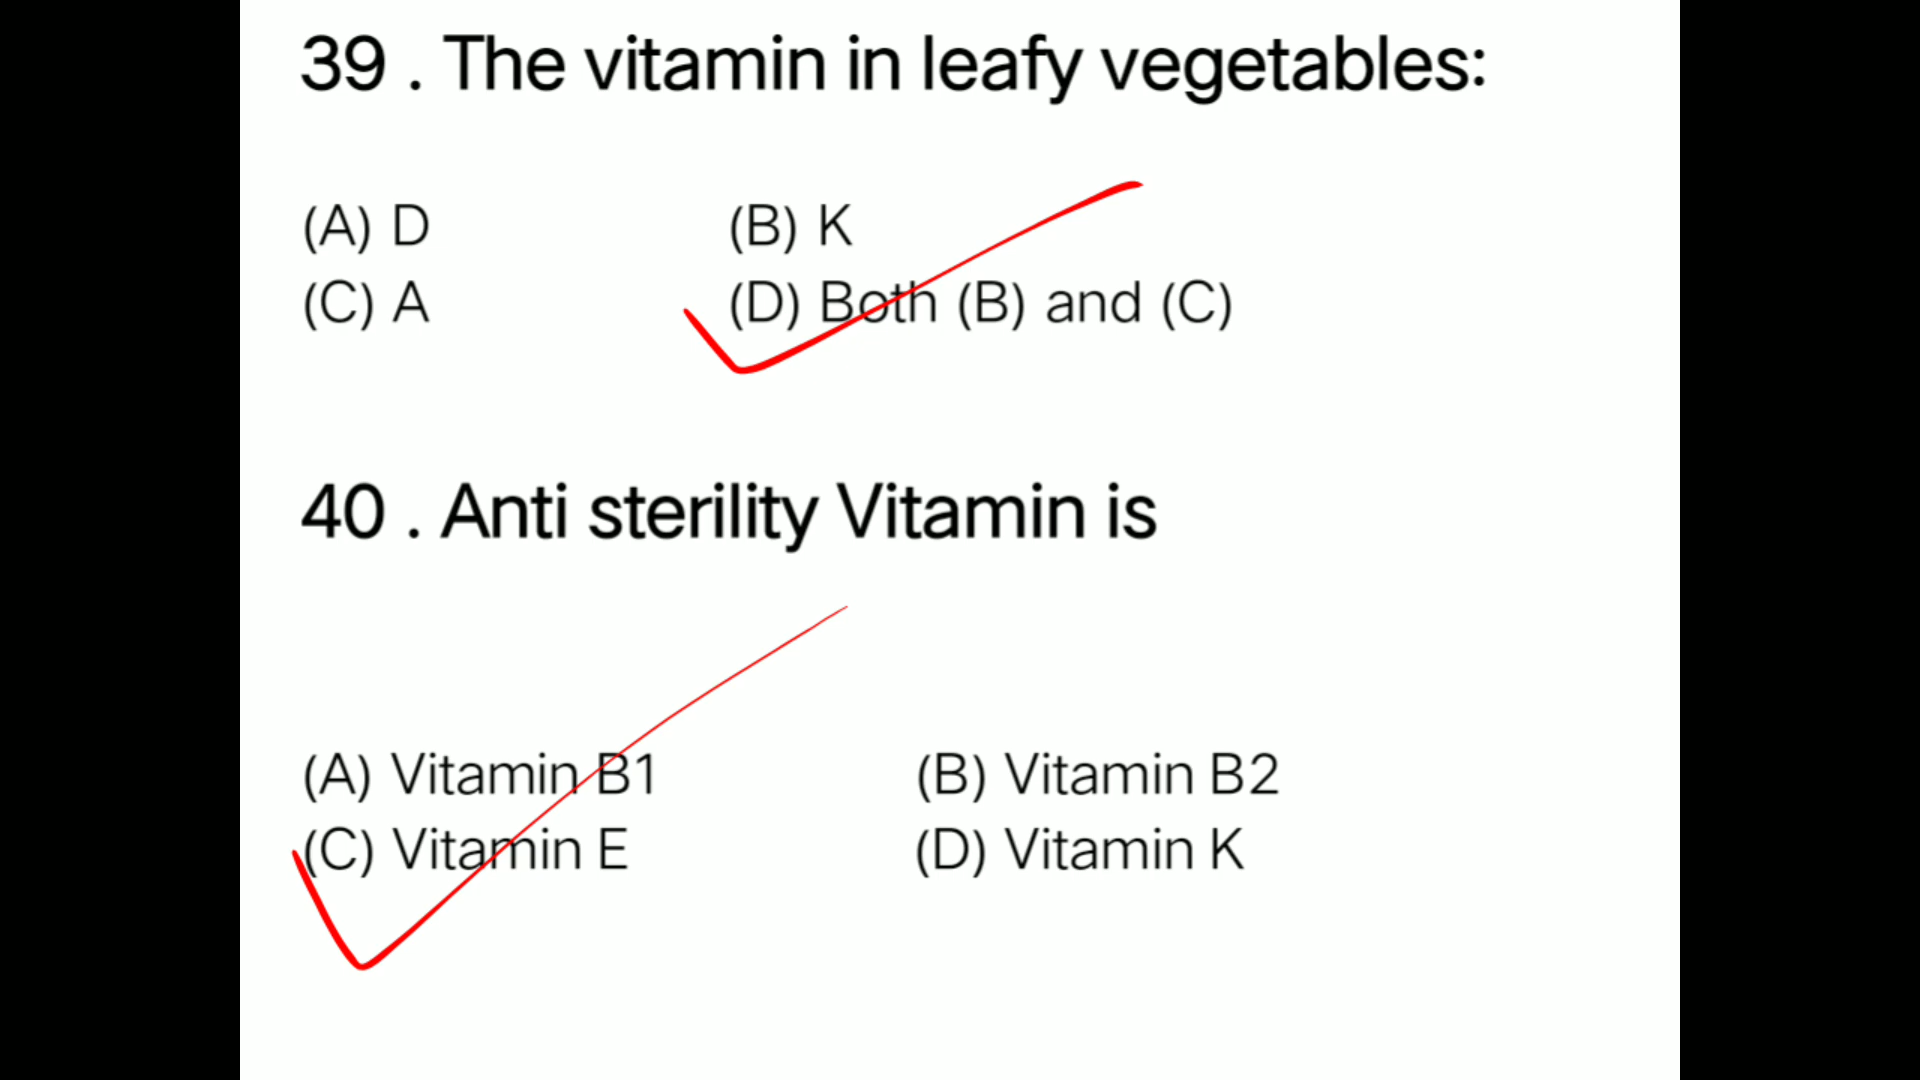 39 . The vitamin in leafy vegetables:
(A) D (B) K
(C) A (D) Both (B) and (C)
40 . Anti sterility Vitamin is
(A) Vitamin B1 (B) Vitamin B2
(C) Vitamin E (D) Vitamin K